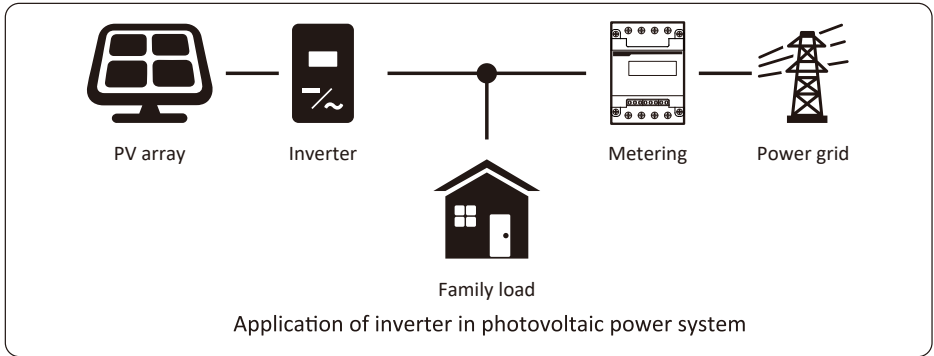 PV array
Inverter
Metering
Power grid
Family load
Application of inverter in photovoltaic power system